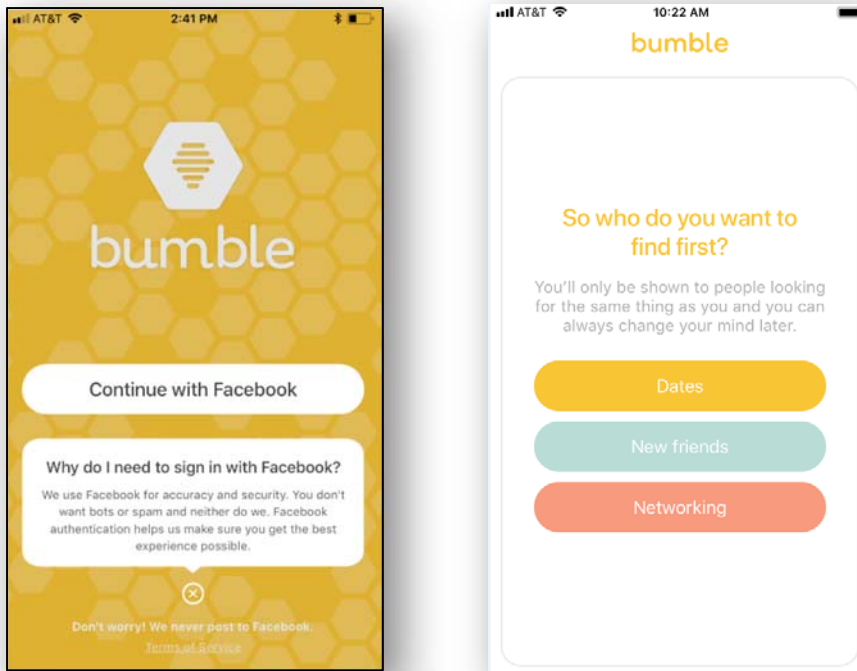 AT&T 2:41 PM
bumble
Continue with Facebook
Why do I need to sign in with Facebook?
We use Facebook for accuracy and security. You don't
want bots or spam and neither do we. Facebook
authentication helps us make sure you get the best
experience possible.
Don't worry! We never post to Facebook.
Terms of Service
AT&T 10:22 AM
bumble
So who do you want to
find first?
You'll only be shown to people looking
for the same thing as you and you can
always change your mind later.
Dates
New friends
Networking